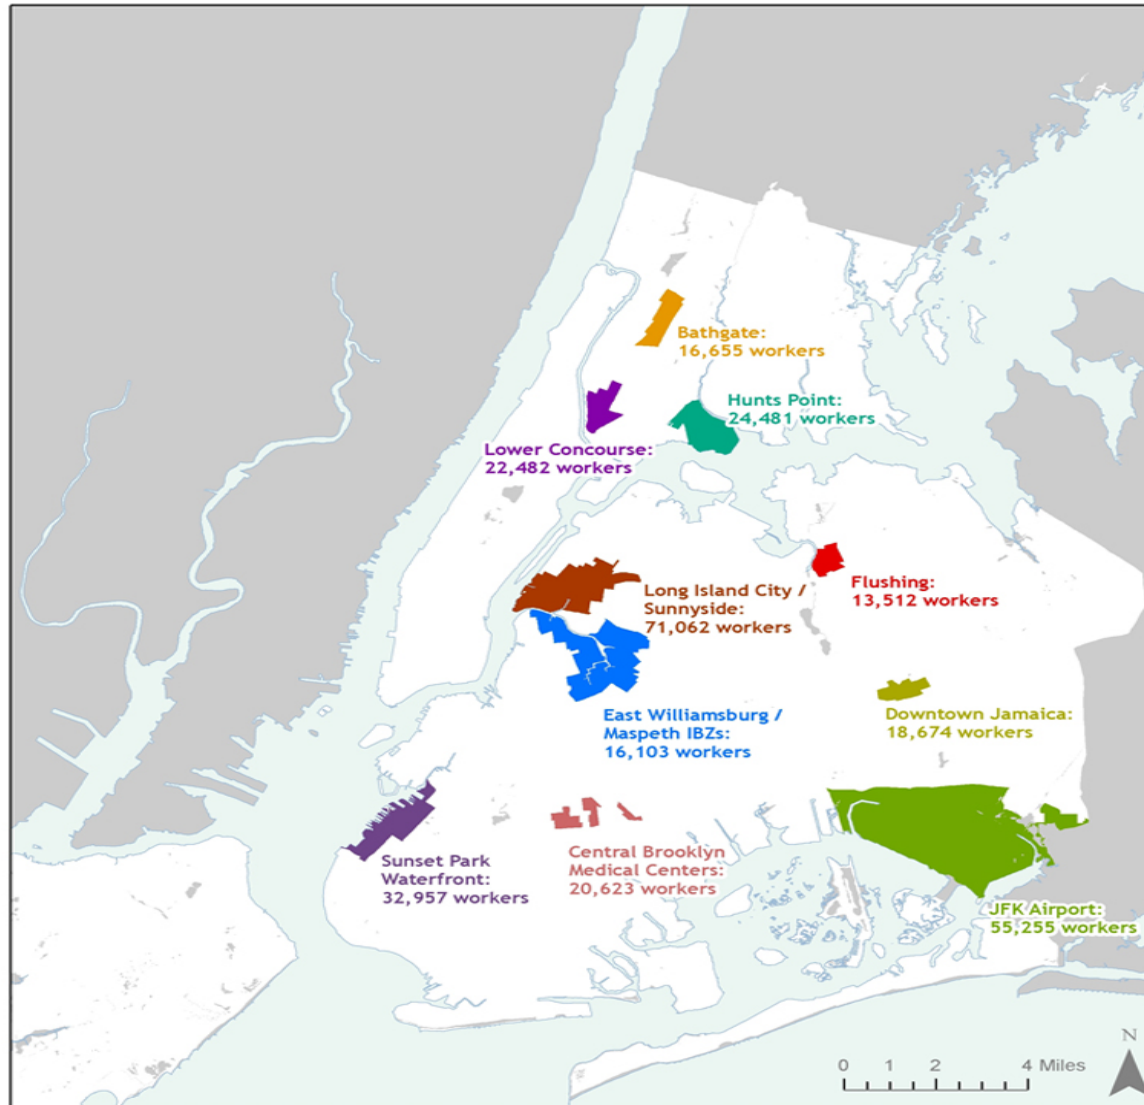 Bathgate:
16,655 workers
Hunts Point:
24,481 workers
Lower Concourse:
22,482 workers
Flushing:
13,512 workers
Long Island City /
Sunnyside:
71,062 workers
East Williamsburg /
Maspeth IBZs:
16,103 workers
Downtown Jamaica:
18,674 workers
Sunset Park
Waterfront:
32,957 workers
Central Brooklyn
Medical Centers:
20,623 workers
JFK Airport:
55,255 workers
N
0 1 2 4 Miles